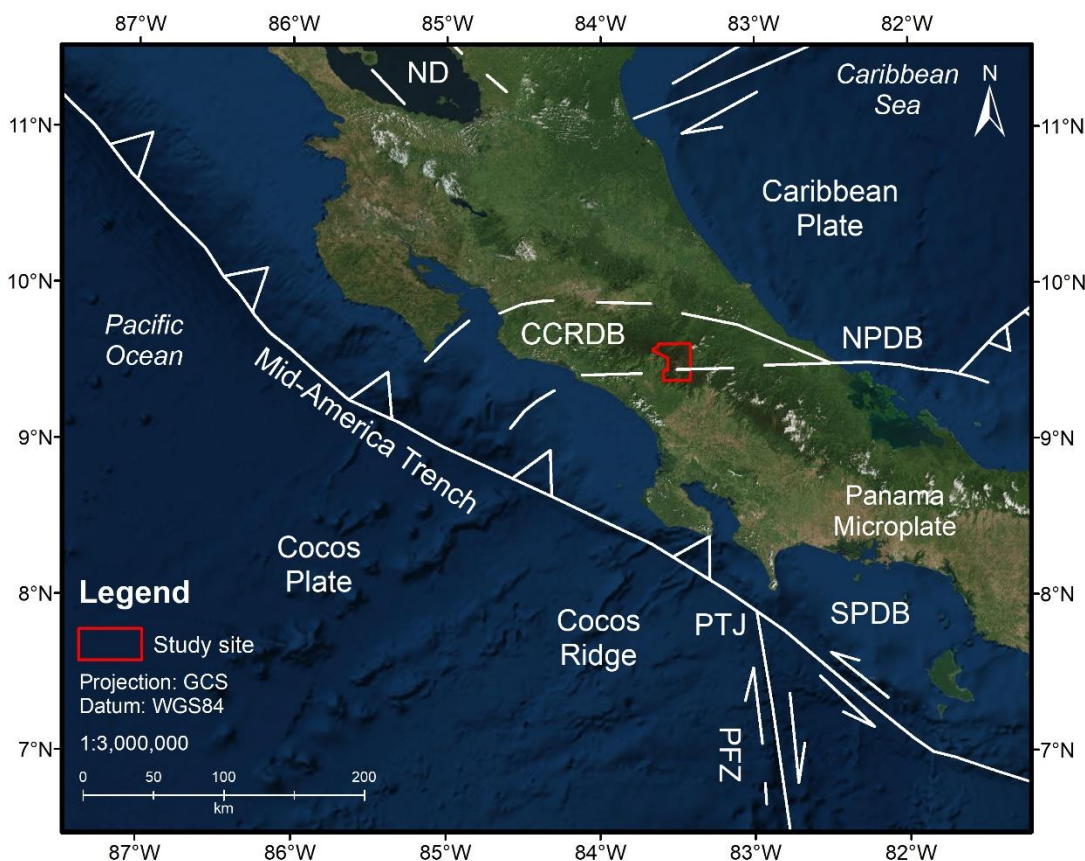 87°W 86°W 85°W 84°W 83°W 82°W
ND
Caribbean
Sea
N
11°N 11°N
Caribbean
Plate
10°N 10°N
Pacific
Ocean
CCRDB
NPDB
Mid-America Trench
9°N 9°N
Panama
Microplate
Cocos
Plate
8°N 8°N
Legend
Study site
Projection: GCS
Datum: WGS84
1:3,000,000
0 50 100 200
km
Cocos
Ridge
PTJ
SPDB
PFZ
7°N 7°N
87°W 86°W 85°W 84°W 83°W 82°W